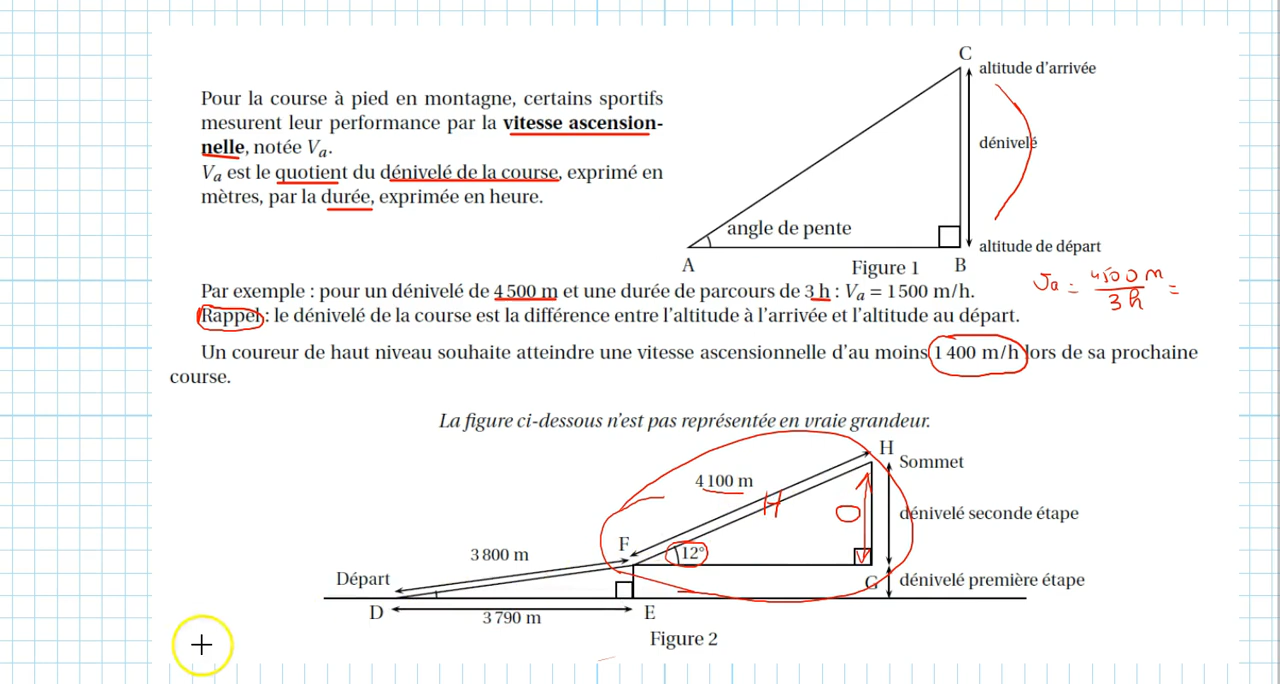 C
altitude d'arrivée
Pour la course à pied en montagne, certains sportifs
mesurent leur performance par la vitesse ascension-
nelle, notée Va.
dénivelé
Va est le quotient du dénivelé de la course, exprimé en
mètres, par la durée, exprimée en heure.
angle de pente
altitude de départ
A
Figure 1
B
Par exemple : pour un dénivelé de 4 500 m et une durée de parcours de 3 h : Va = 1 500 m/h.
Va = 4500 m / 3 h =
Rappel : le dénivelé de la course est la différence entre l'altitude à l'arrivée et l'altitude au départ.
Un coureur de haut niveau souhaite atteindre une vitesse ascensionnelle d'au moins 1 400 m/h lors de sa prochaine
course.
La figure ci-dessous n'est pas représentée en vraie grandeur.
H
Sommet
4 100 m
H
O
dénivelé seconde étape
F
12°
3 800 m
Départ
G
dénivelé première étape
D
3 790 m
E
Figure 2